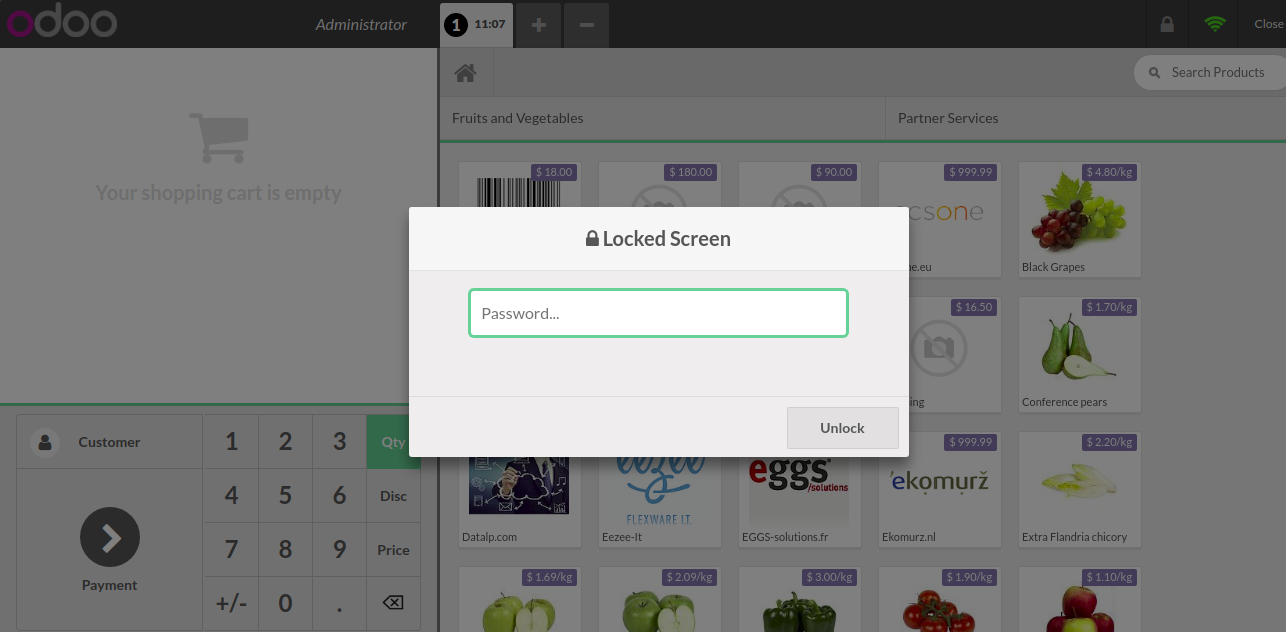 odoo
Administrator
1 11:07
Close
Search Products
Fruits and Vegetables
Partner Services
Your shopping cart is empty
$ 18.00
$ 180.00
$ 90.00
$ 999.99
$ 4.80/kg
csone
e.eu
Black Grapes
Locked Screen
Password...
Unlock
$ 16.50
$ 1.70/kg
ing
Conference pears
Customer
1 2 3 Qty
4 5 6 Disc
7 8 9 Price
+/- 0 .
Payment
$ 999.99
$ 2.20/kg
eezee
FLEXWARE I.T.
eggs
/solutions
ekomurž
Datalp.com
Eezee-It
EGGS-solutions.fr
Ekomurz.nl
Extra Flandria chicory
$ 1.69/kg
$ 2.09/kg
$ 3.00/kg
$ 1.90/kg
$ 1.10/kg